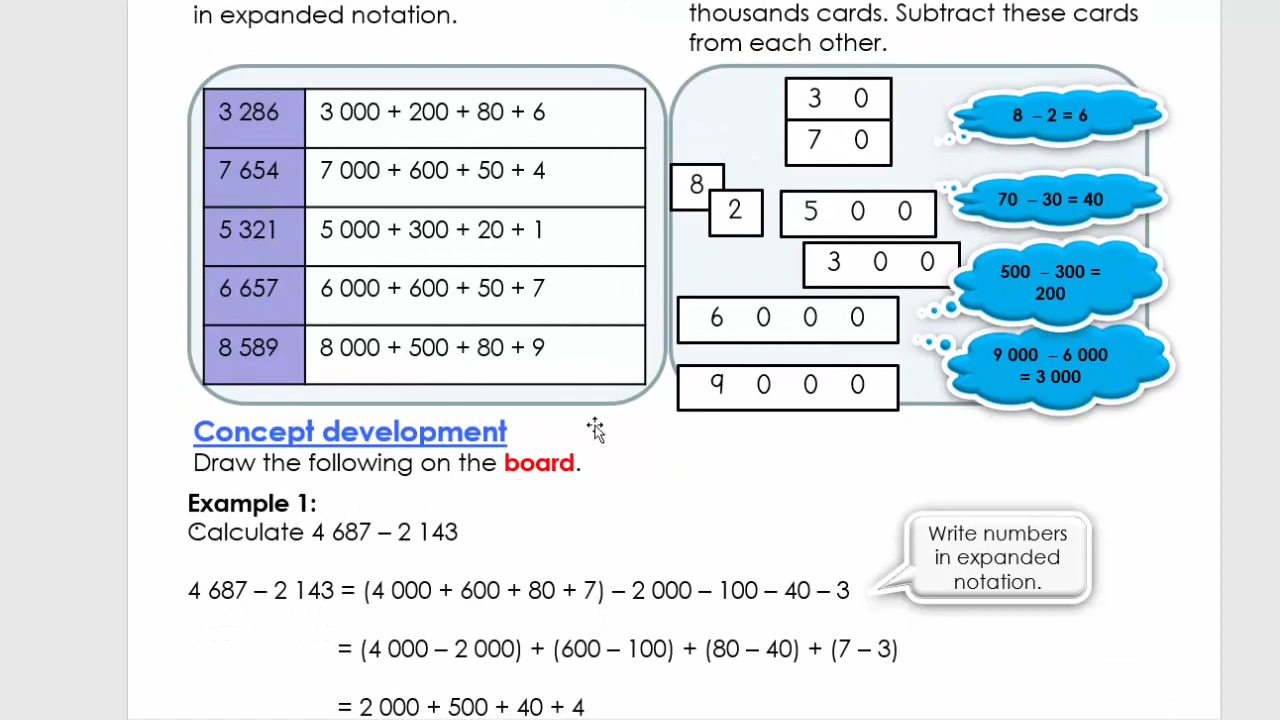 in expanded notation.
thousands cards. Subtract these cards
from each other.
3 286 3 000 + 200 + 80 + 6
7 654 7 000 + 600 + 50 + 4
5 321 5 000 + 300 + 20 + 1
6 657 6 000 + 600 + 50 + 7
8 589 8 000 + 500 + 80 + 9
3 0
7 0
8
2
5 0 0
3 0 0
6 0 0 0
9 0 0 0
8 – 2 = 6
70 – 30 = 40
500 – 300 =
200
9 000 – 6 000
= 3 000
Concept development
Draw the following on the board.
Example 1:
Calculate 4 687 – 2 143
Write numbers
in expanded
notation.
4 687 – 2 143 = (4 000 + 600 + 80 + 7) – 2 000 – 100 – 40 – 3
= (4 000 – 2 000) + (600 – 100) + (80 – 40) + (7 – 3)
= 2 000 + 500 + 40 + 4